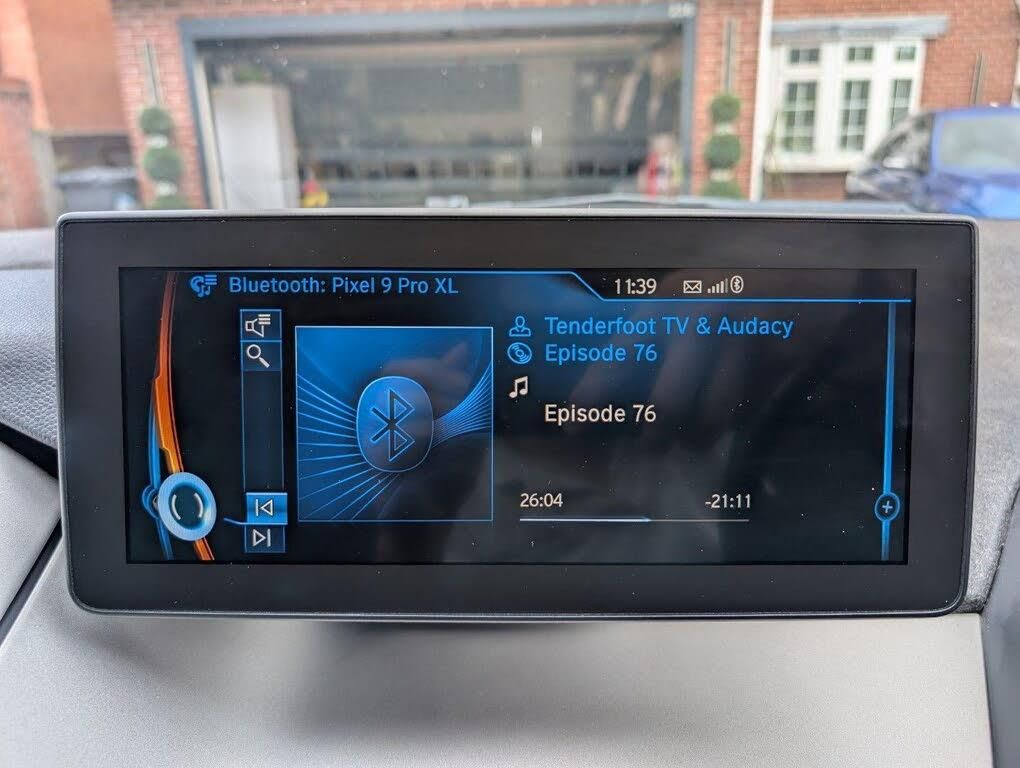 Bluetooth: Pixel 9 Pro XL
11:39
Tenderfoot TV & Audacy
Episode 76
Episode 76
26:04
-21:11